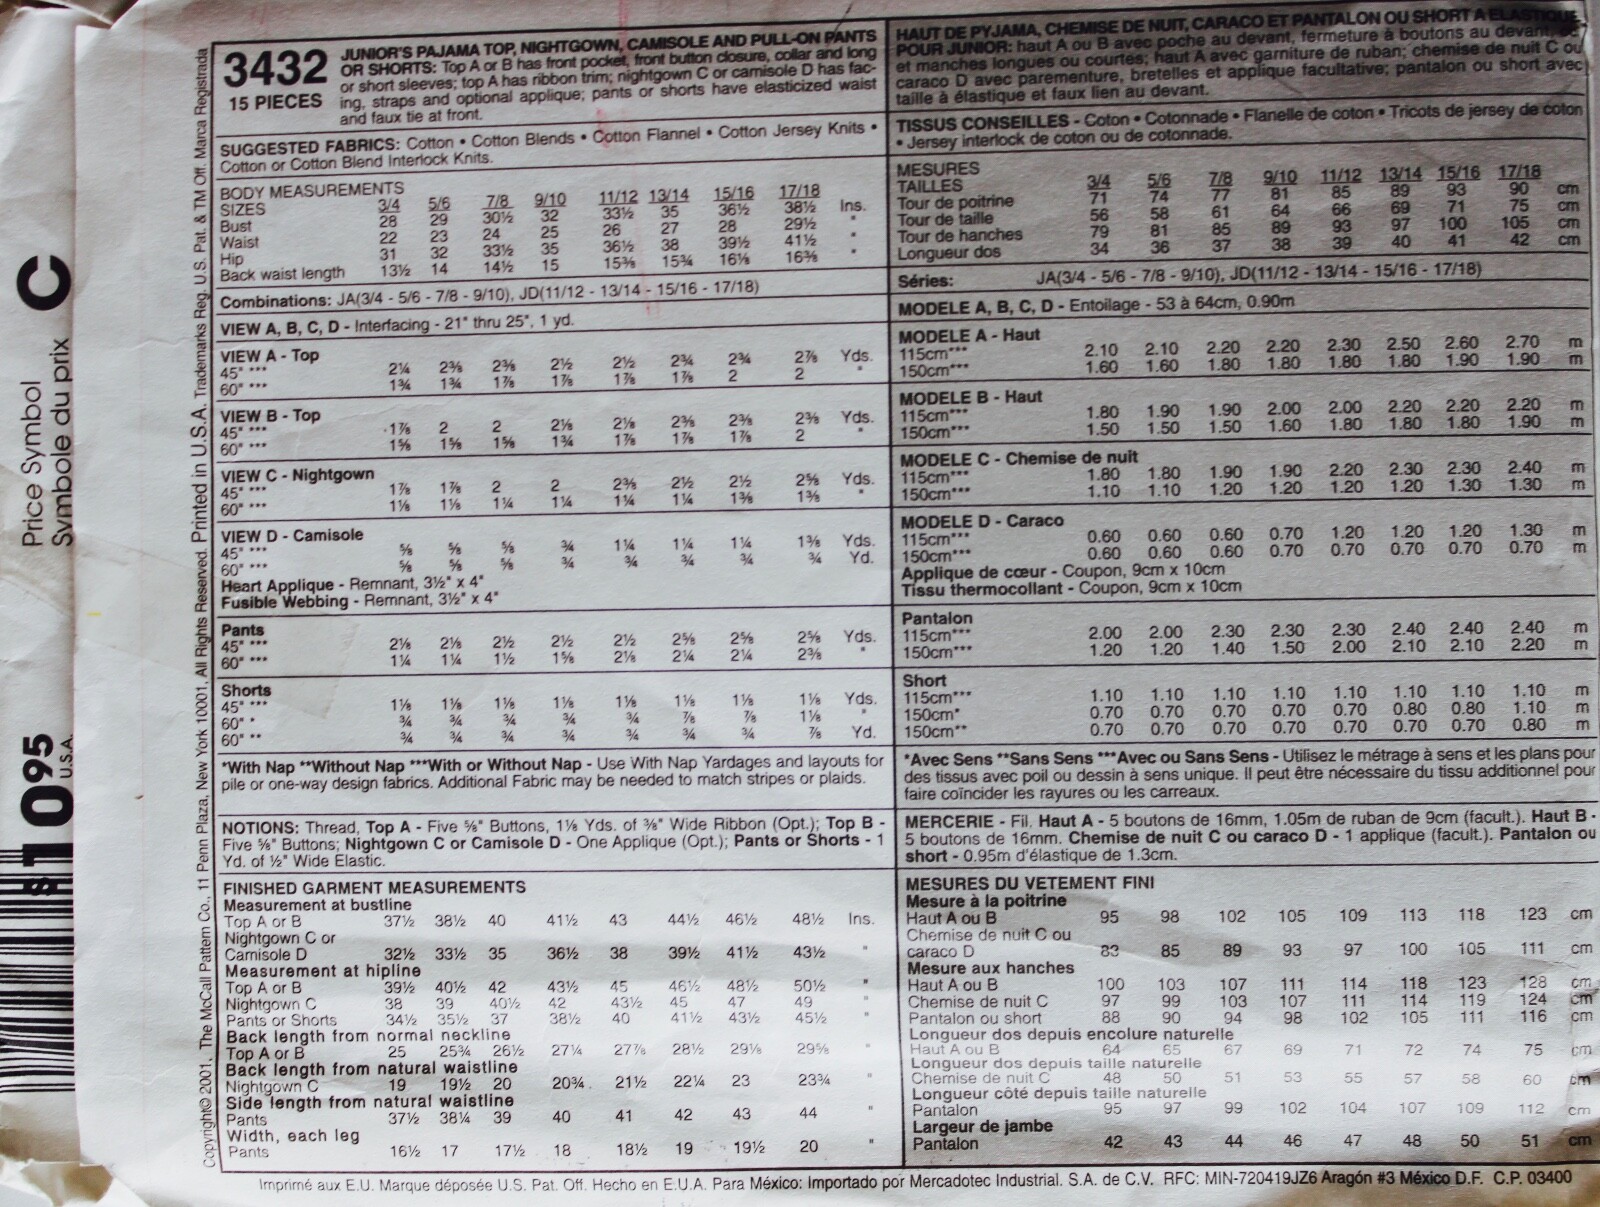 3432
15 PIECES
JUNIOR'S PAJAMA TOP, NIGHTGOWN, CAMISOLE AND PULL-ON PANTS
OR SHORTS: Top A or B has front pocket, front button closure, collar and long
or short sleeves; top A has ribbon trim; nightgown C or camisole D has fac-
ing, straps and optional applique; pants or shorts have elasticized waist
and faux tie at front.
SUGGESTED FABRICS: Cotton • Cotton Blends • Cotton Flannel • Cotton Jersey Knits •
Cotton or Cotton Blend Interlock Knits.
BODY MEASUREMENTS
SIZES 3/4 5/6 7/8 9/10 11/12 13/14 15/16 17/18
Bust 28 29 30½ 32 33½ 35 36½ 38½ Ins.
Waist 22 23 24 25 26 27 28 29½ "
Hip 31 32 33½ 35 36½ 38 39½ 41½ "
Back waist length 13½ 14 14½ 15 15⅜ 15¾ 16⅛ 16⅜ "
Combinations: JA(3/4 - 5/6 - 7/8 - 9/10), JD(11/12 - 13/14 - 15/16 - 17/18)
VIEW A, B, C, D - Interfacing - 21" thru 25", 1 yd.
VIEW A - Top
45" *** 2¼ 2⅜ 2⅜ 2½ 2½ 2¾ 2¾ 2⅞ Yds.
60" *** 1¾ 1¾ 1⅞ 1⅞ 1⅞ 1⅞ 2 2 "
VIEW B - Top
45" *** 1⅞ 2 2 2⅛ 2⅛ 2⅜ 2⅜ 2⅜ Yds.
60" *** 1⅝ 1⅝ 1⅝ 1¾ 1⅞ 1⅞ 1⅞ 2 "
VIEW C - Nightgown
45" *** 1⅞ 1⅞ 2 2 2⅜ 2½ 2½ 2⅝ Yds.
60" *** 1⅛ 1⅛ 1¼ 1¼ 1¼ 1¼ 1⅜ 1⅜ "
VIEW D - Camisole
45" *** ⅝ ⅝ ⅝ ¾ 1¼ 1¼ 1¼ 1⅜ Yds.
60" *** ⅝ ⅝ ⅝ ¾ ¾ ¾ ¾ ¾ Yd.
Heart Applique - Remnant, 3½" x 4"
Fusible Webbing - Remnant, 3½" x 4"
Pants
45" *** 2⅛ 2⅛ 2½ 2½ 2½ 2⅝ 2⅝ 2⅝ Yds.
60" *** 1¼ 1¼ 1½ 1⅝ 2⅛ 2¼ 2¼ 2⅜ "
Shorts
45" *** 1⅛ 1⅛ 1⅛ 1⅛ 1⅛ 1⅛ 1⅛ 1⅛ Yds.
60" * ¾ ¾ ¾ ¾ ¾ ⅞ ⅞ 1⅛ "
60" ** ¾ ¾ ¾ ¾ ¾ ¾ ¾ ⅞ Yd.
*With Nap **Without Nap ***With or Without Nap - Use With Nap Yardages and layouts for
pile or one-way design fabrics. Additional Fabric may be needed to match stripes or plaids.
NOTIONS: Thread, Top A - Five ⅝" Buttons, 1⅛ Yds. of ⅜" Wide Ribbon (Opt.); Top B -
Five ⅝" Buttons; Nightgown C or Camisole D - One Applique (Opt.); Pants or Shorts - 1
Yd. of ½" Wide Elastic.
FINISHED GARMENT MEASUREMENTS
Measurement at bustline
Top A or B 37½ 38½ 40 41½ 43 44½ 46½ 48½ Ins.
Nightgown C or
Camisole D 32½ 33½ 35 36½ 38 39½ 41½ 43½ "
Measurement at hipline
Top A or B 39½ 40½ 42 43½ 45 46½ 48½ 50½ "
Nightgown C 38 39 40½ 42 43½ 45 47 49 "
Pants or Shorts 34½ 35½ 37 38½ 40 41½ 43½ 45½ "
Back length from normal neckline
Top A or B 25 25¾ 26½ 27¼ 27⅞ 28½ 29⅛ 29⅝ "
Back length from natural waistline
Nightgown C 19 19½ 20 20¾ 21½ 22¼ 23 23¾ "
Side length from natural waistline
Pants 37½ 38¼ 39 40 41 42 43 44 "
Width, each leg
Pants 16½ 17 17½ 18 18½ 19 19½ 20 "
HAUT DE PYJAMA, CHEMISE DE NUIT, CARACO ET PANTALON OU SHORT A ELASTIQUE,
POUR JUNIOR: haut A ou B avec poche au devant, fermeture à boutons au devant,
et manches longues ou courtes; haut A avec garniture de ruban; chemise de nuit C ou
caraco D avec parementure, bretelles et applique facultative; pantalon ou short avec
taille à élastique et faux lien au devant.
TISSUS CONSEILLES - Coton • Cotonnade • Flanelle de coton • Tricots de jersey de coton
• Jersey interlock de coton ou de cotonnade.
MESURES
TAILLES 3/4 5/6 7/8 9/10 11/12 13/14 15/16 17/18
Tour de poitrine 71 74 77 81 85 89 93 90 cm
Tour de taille 56 58 61 64 66 69 71 75 cm
Tour de hanches 79 81 85 89 93 97 100 105 cm
Longueur dos 34 36 37 38 39 40 41 42 cm
Séries: JA(3/4 - 5/6 - 7/8 - 9/10), JD(11/12 - 13/14 - 15/16 - 17/18)
MODELE A, B, C, D - Entoilage - 53 à 64cm, 0.90m
MODELE A - Haut
115cm*** 2.10 2.10 2.20 2.20 2.30 2.50 2.60 2.70 m
150cm*** 1.60 1.60 1.80 1.80 1.80 1.80 1.90 1.90 m
MODELE B - Haut
115cm*** 1.80 1.90 1.90 2.00 2.00 2.20 2.20 2.20 m
150cm*** 1.50 1.50 1.50 1.60 1.80 1.80 1.80 1.90 m
MODELE C - Chemise de nuit
115cm*** 1.80 1.80 1.90 1.90 2.20 2.30 2.30 2.40 m
150cm*** 1.10 1.10 1.20 1.20 1.20 1.20 1.30 1.30 m
MODELE D - Caraco
115cm*** 0.60 0.60 0.60 0.70 1.20 1.20 1.20 1.30 m
150cm*** 0.60 0.60 0.60 0.70 0.70 0.70 0.70 0.70 m
Applique de cœur - Coupon, 9cm x 10cm
Tissu thermocollant - Coupon, 9cm x 10cm
Pantalon
115cm*** 2.00 2.00 2.30 2.30 2.30 2.40 2.40 2.40 m
150cm*** 1.20 1.20 1.40 1.50 2.00 2.10 2.10 2.20 m
Short
115cm*** 1.10 1.10 1.10 1.10 1.10 1.10 1.10 1.10 m
150cm* 0.70 0.70 0.70 0.70 0.70 0.80 0.80 1.10 m
150cm** 0.70 0.70 0.70 0.70 0.70 0.70 0.70 0.80 m
*Avec Sens **Sans Sens ***Avec ou Sans Sens - Utilisez le métrage à sens et les plans pour
des tissus avec poil ou dessin à sens unique. Il peut être nécessaire du tissu additionnel pour
faire coïncider les rayures ou les carreaux.
MERCERIE - Fil. Haut A - 5 boutons de 16mm, 1.05m de ruban de 9cm (facult.). Haut B -
5 boutons de 16mm. Chemise de nuit C ou caraco D - 1 applique (facult.). Pantalon ou
short - 0.95m d'élastique de 1.3cm.
MESURES DU VETEMENT FINI
Mesure à la poitrine
Haut A ou B 95 98 102 105 109 113 118 123 cm
Chemise de nuit C ou
caraco D 83 85 89 93 97 100 105 111 cm
Mesure aux hanches
Haut A ou B 100 103 107 111 114 118 123 128 cm
Chemise de nuit C 97 99 103 107 111 114 119 124 cm
Pantalon ou short 88 90 94 98 102 105 111 116 cm
Longueur dos depuis encolure naturelle
Haut A ou B 64 65 67 69 71 72 74 75 cm
Longueur dos depuis taille naturelle
Chemise de nuit C 48 50 51 53 55 57 58 60 cm
Longueur côté depuis taille naturelle
Pantalon 95 97 99 102 104 107 109 112 cm
Largeur de jambe
Pantalon 42 43 44 46 47 48 50 51 cm
Imprimé aux E.U. Marque déposée U.S. Pat. Off. Hecho en E.U.A. Para México: Importado por Mercadotec Industrial. S.A. de C.V. RFC: MIN-720419JZ6 Aragón #3 México D.F. C.P. 03400
Copyright© 2001, The McCall Pattern Co., 11 Penn Plaza, New York 10001, All Rights Reserved. Printed in U.S.A. Trademarks Reg. U.S. Pat. & TM Off. Marca Registrada
Price Symbol
Symbole du prix
C
$1095
U.S.A.